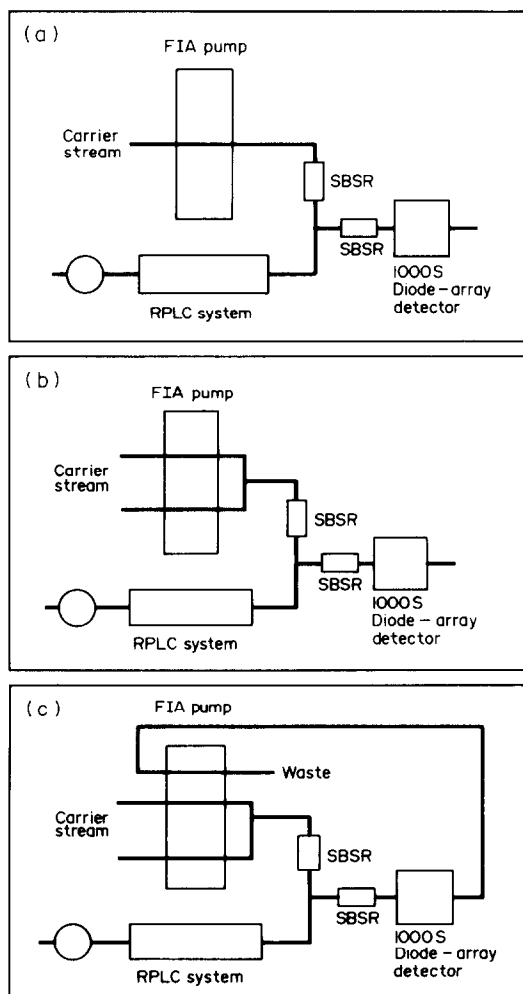 (a)
FIA pump
Carrier
stream
SBSR
SBSR
1000S
Diode-array
detector
RPLC system
(b)
FIA pump
Carrier
stream
SBSR
SBSR
1000S
Diode-array
detector
RPLC system
(c)
FIA pump
Waste
Carrier
stream
SBSR
SBSR
1000S
Diode-array
detector
RPLC system